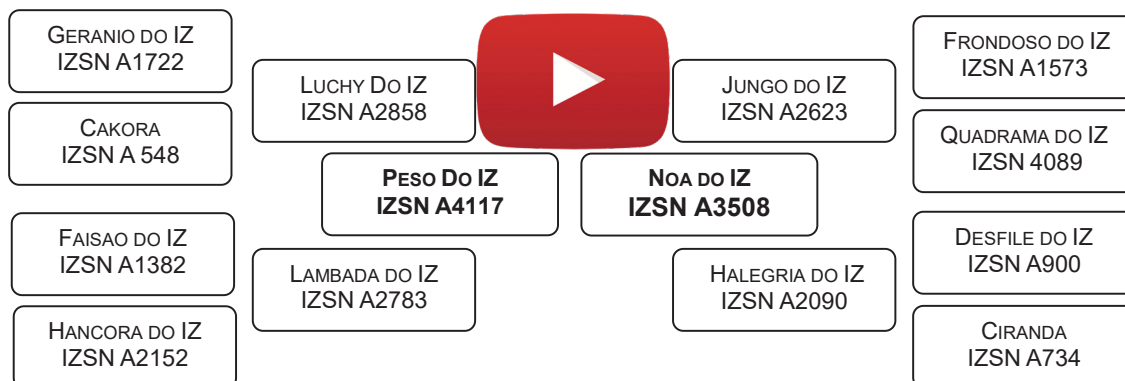 GERANIO DO IZ
IZSN A1722
CAKORA
IZSN A 548
FAISAO DO IZ
IZSN A1382
HANCORA DO IZ
IZSN A2152
LUCHY DO IZ
IZSN A2858
LAMBADA DO IZ
IZSN A2783
PESO DO IZ
IZSN A4117
NOA DO IZ
IZSN A3508
JUNGO DO IZ
IZSN A2623
HALEGRIA DO IZ
IZSN A2090
FRONDOSO DO IZ
IZSN A1573
QUADRAMA DO IZ
IZSN 4089
DESFILE DO IZ
IZSN A900
CIRANDA
IZSN A734